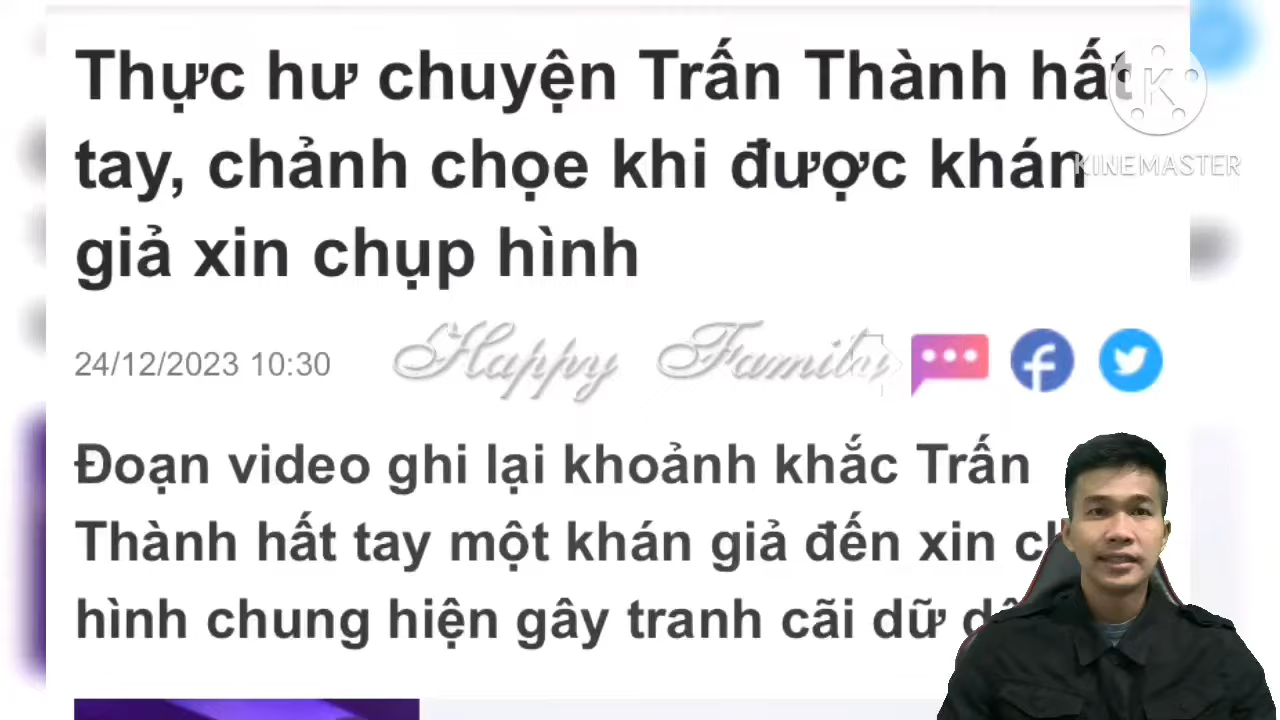 Thực hư chuyện Trấn Thành hất
tay, chảnh chọe khi được khán
giả xin chụp hình
KINEMASTER
24/12/2023 10:30
Happy Family
Đoạn video ghi lại khoảnh khắc Trấn
Thành hất tay một khán giả đến xin
hình chung hiện gây tranh cãi dữ